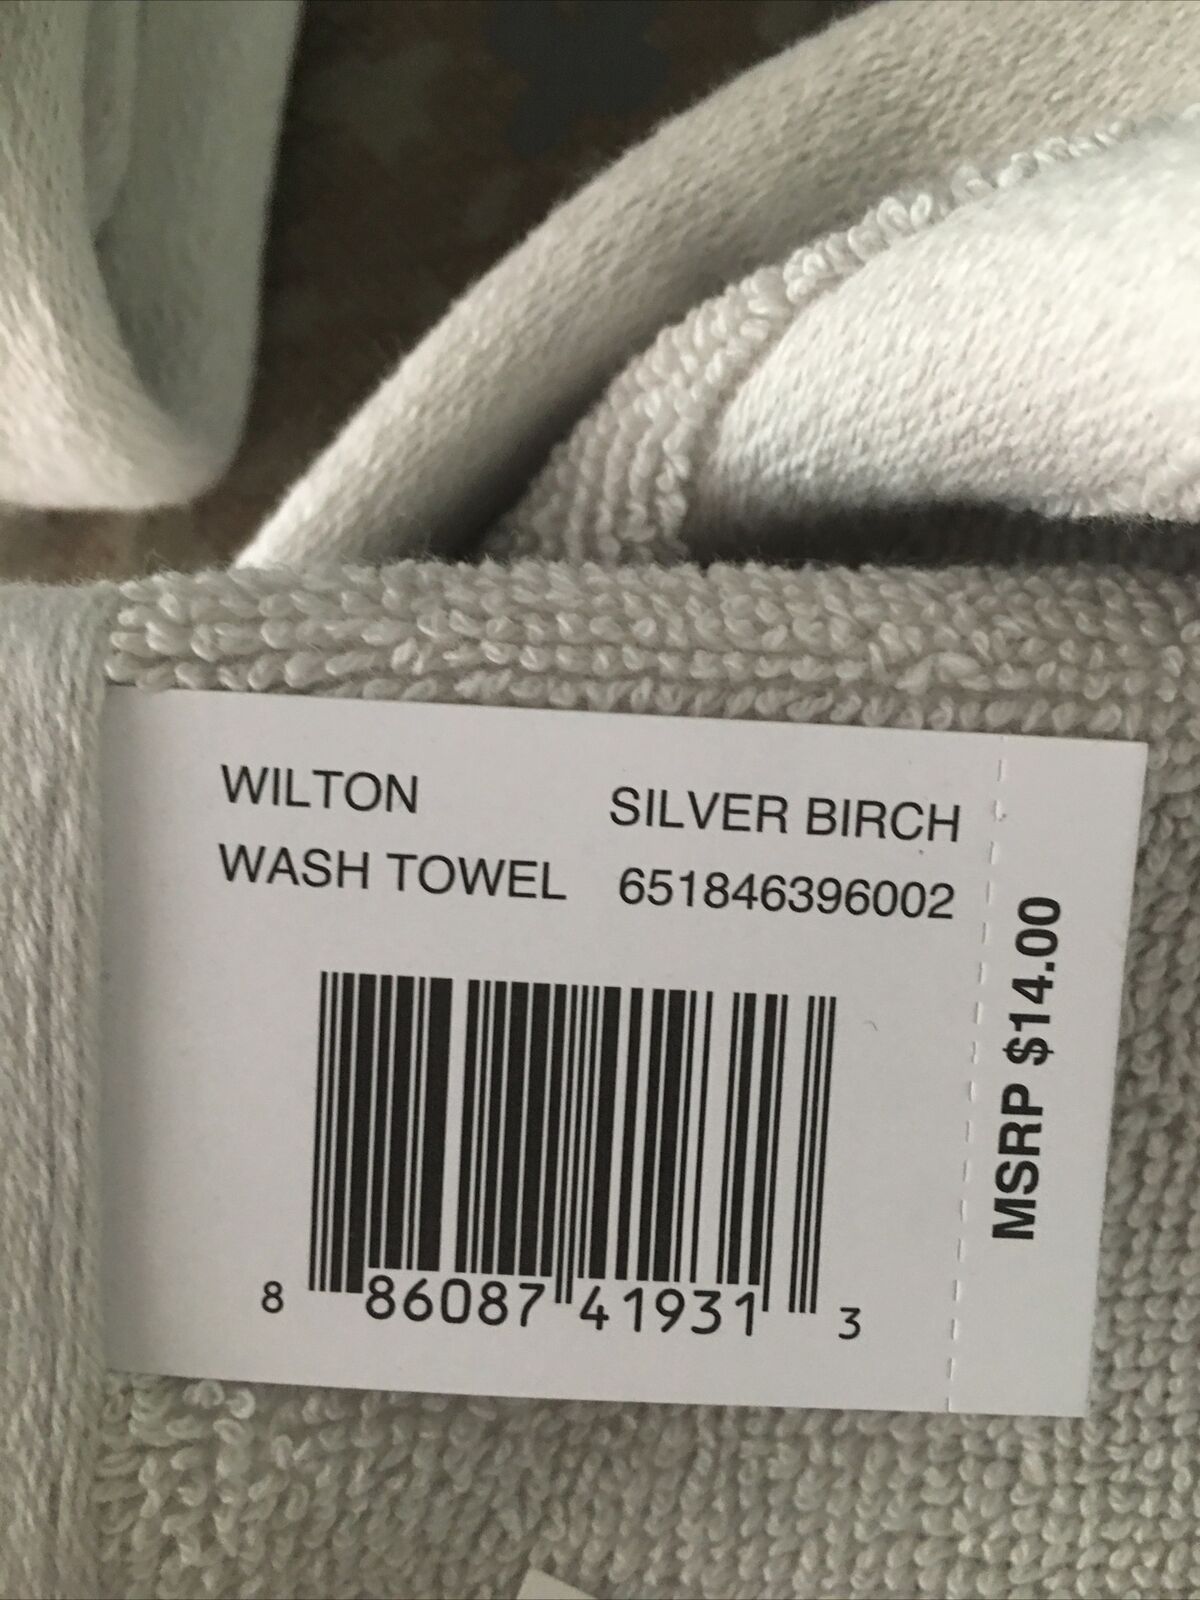 WILTON SILVER BIRCH
WASH TOWEL 651846396002
MSRP $14.00
8 86087 41931 3